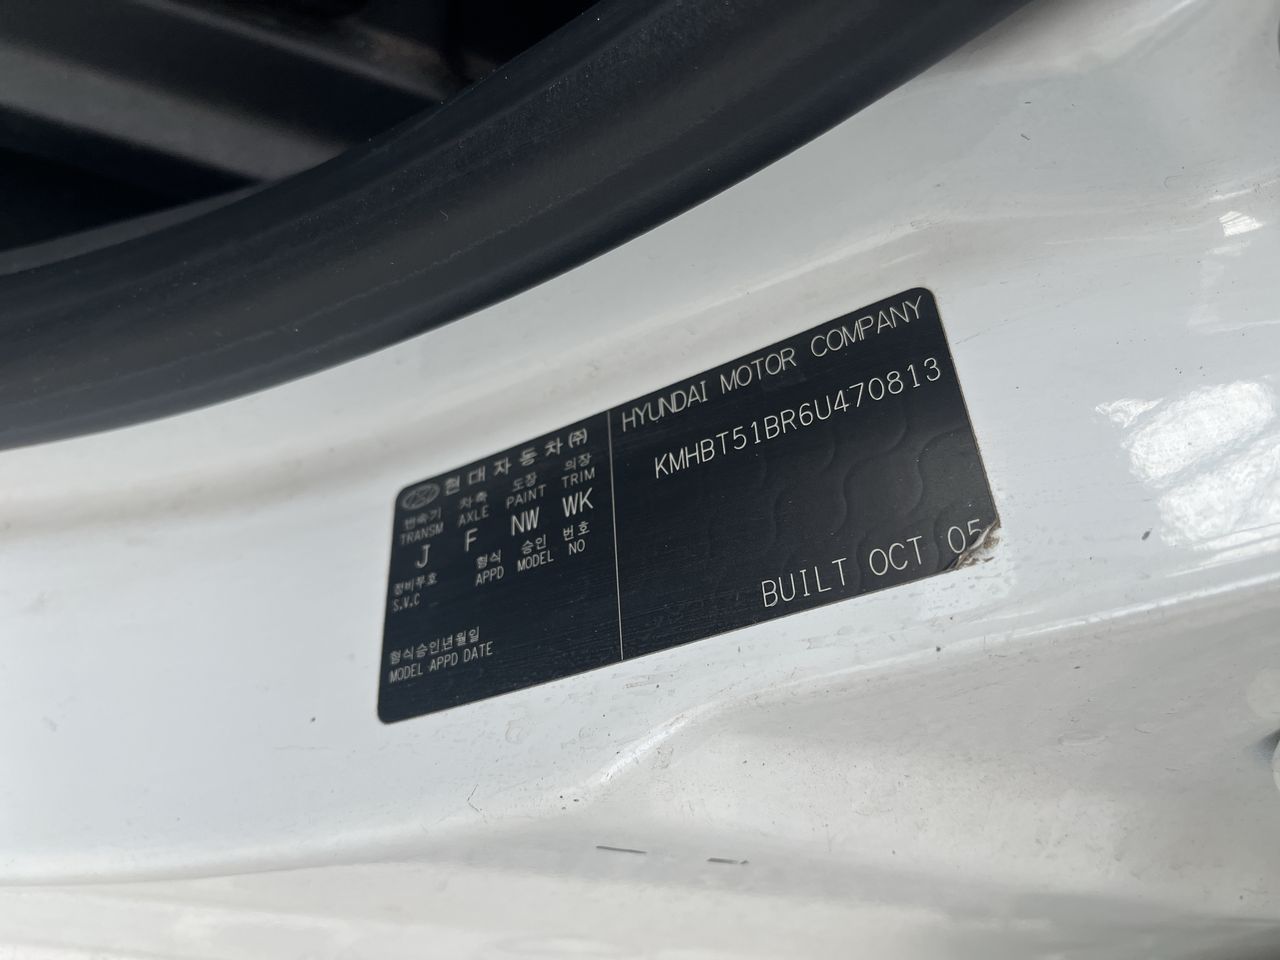 현대자동차㈜
변속기 차축 도장 의장
TRANSM AXLE PAINT TRIM
J F NW WK
정비부호 형식 승인 번호
S.V.C APPD MODEL NO
형식승인년월일
MODEL APPD DATE
HYUNDAI MOTOR COMPANY
KMHBT51BR6U470813
BUILT OCT 05